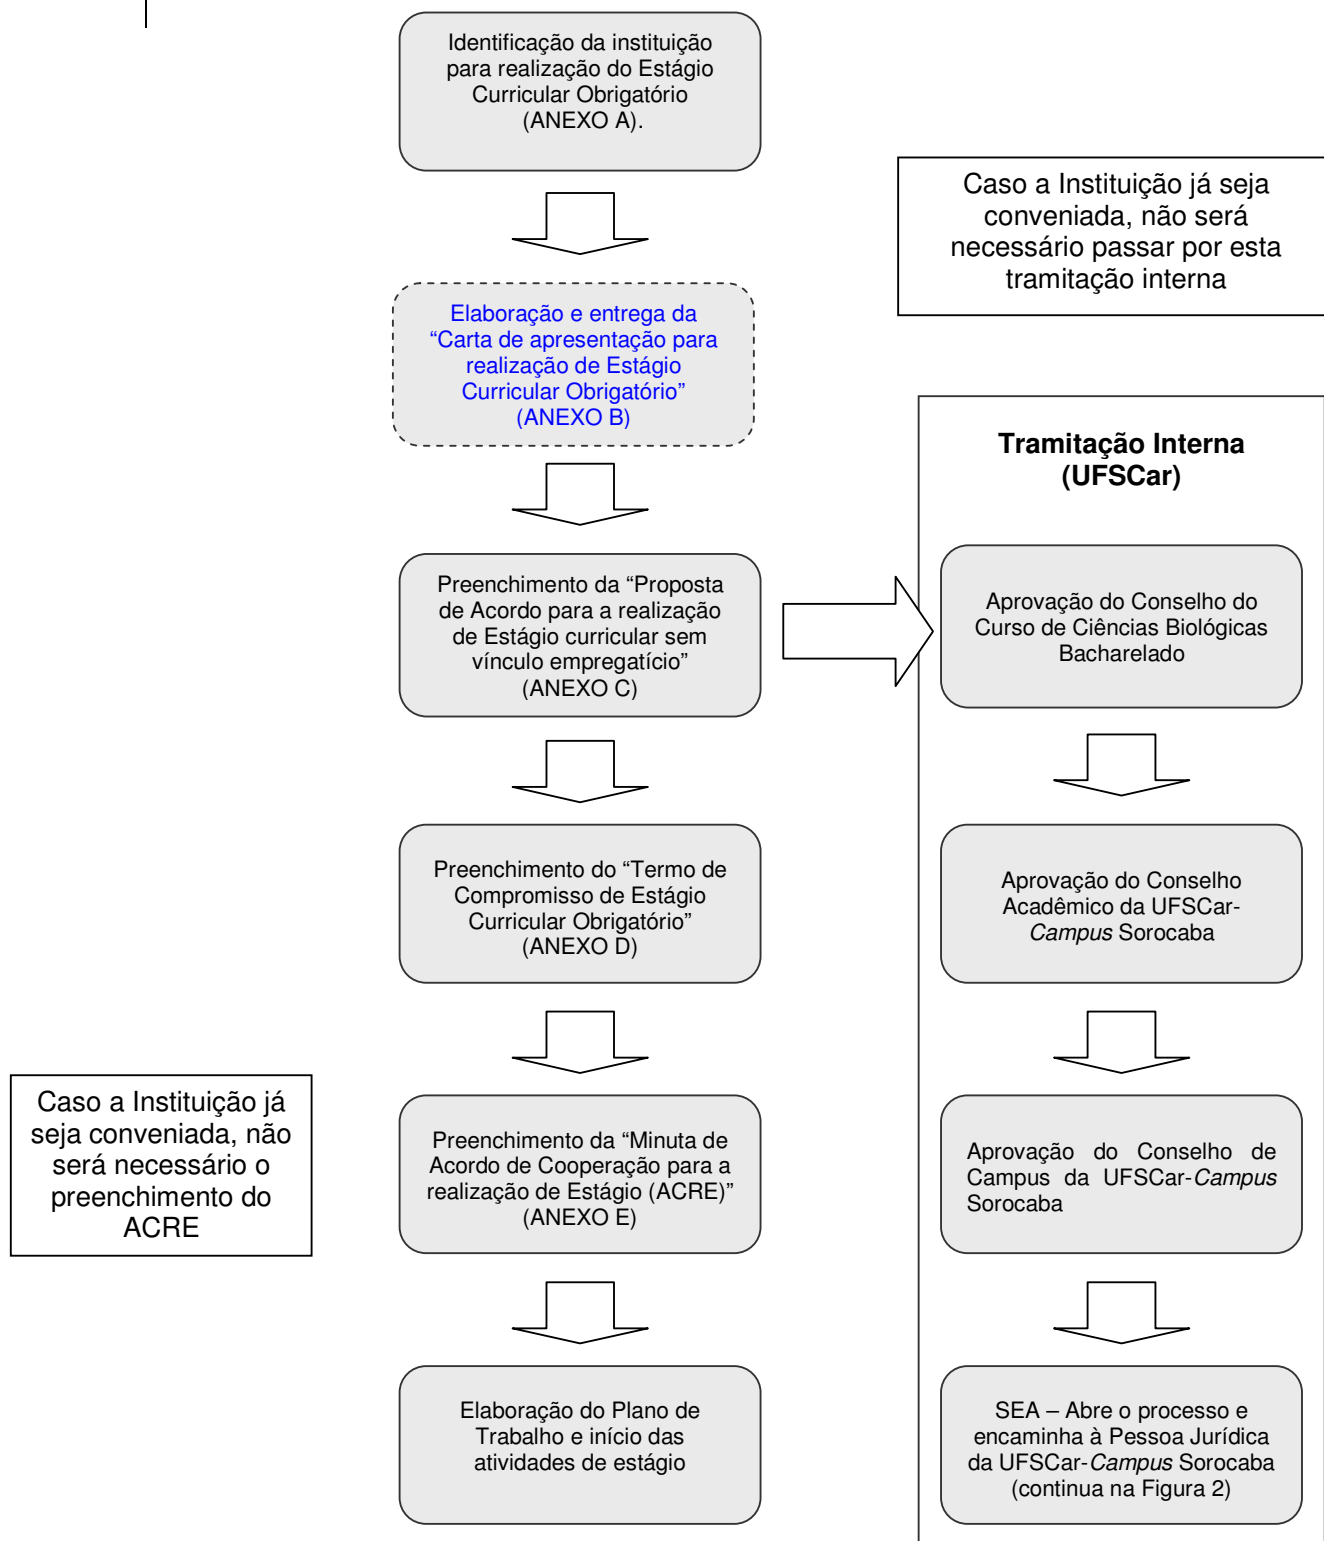 Identificação da instituição
para realização do Estágio
Curricular Obrigatório
(ANEXO A).
Caso a Instituição já seja
conveniada, não será
necessário passar por esta
tramitação interna
Elaboração e entrega da
“Carta de apresentação para
realização de Estágio
Curricular Obrigatório”
(ANEXO B)
Tramitação Interna
(UFSCar)
Preenchimento da “Proposta
de Acordo para a realização
de Estágio curricular sem
vínculo empregatício”
(ANEXO C)
Aprovação do Conselho do
Curso de Ciências Biológicas
Bacharelado
Preenchimento do “Termo de
Compromisso de Estágio
Curricular Obrigatório”
(ANEXO D)
Aprovação do Conselho
Acadêmico da UFSCar-
Campus Sorocaba
Caso a Instituição já
seja conveniada, não
será necessário o
preenchimento do
ACRE
Preenchimento da “Minuta de
Acordo de Cooperação para a
realização de Estágio (ACRE)”
(ANEXO E)
Aprovação do Conselho de
Campus da UFSCar-Campus
Sorocaba
Elaboração do Plano de
Trabalho e início das
atividades de estágio
SEA – Abre o processo e
encaminha à Pessoa Jurídica
da UFSCar-Campus Sorocaba
(continua na Figura 2)